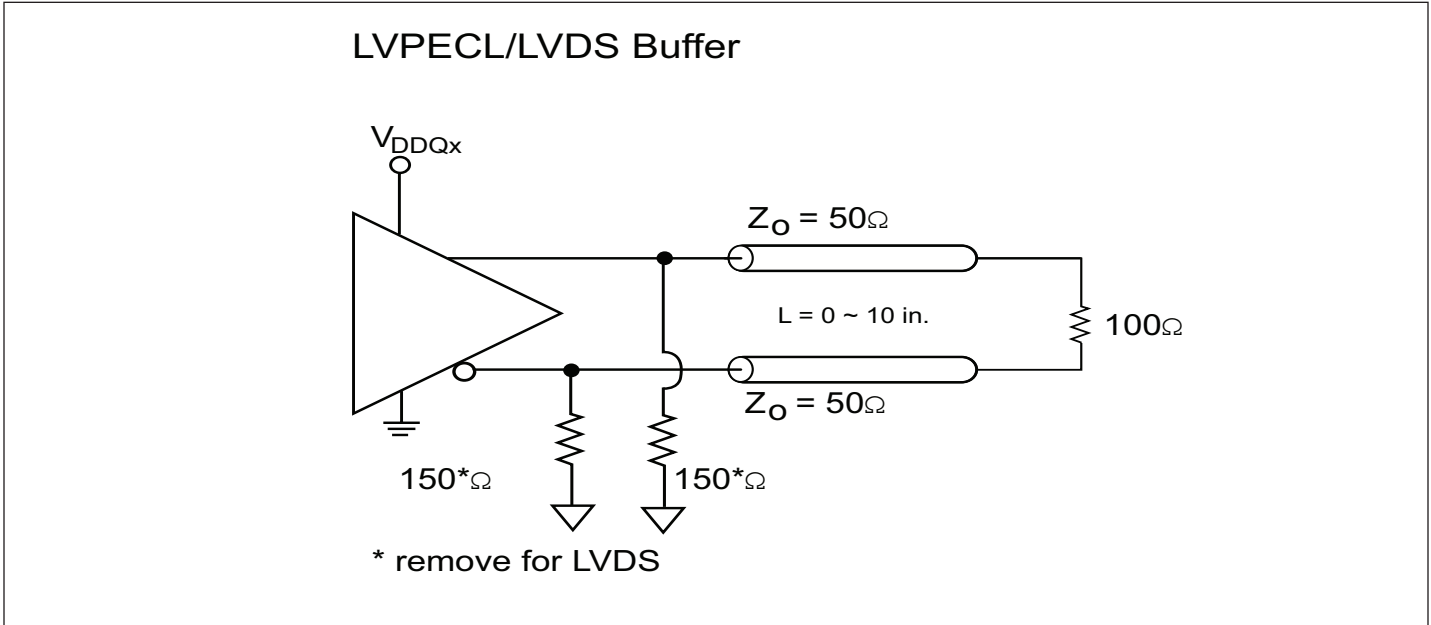 LVPECL/LVDS Buffer
VDDQx
Zo = 50Ω
L = 0 ~ 10 in.
100Ω
Zo = 50Ω
150*Ω
150*Ω
* remove for LVDS